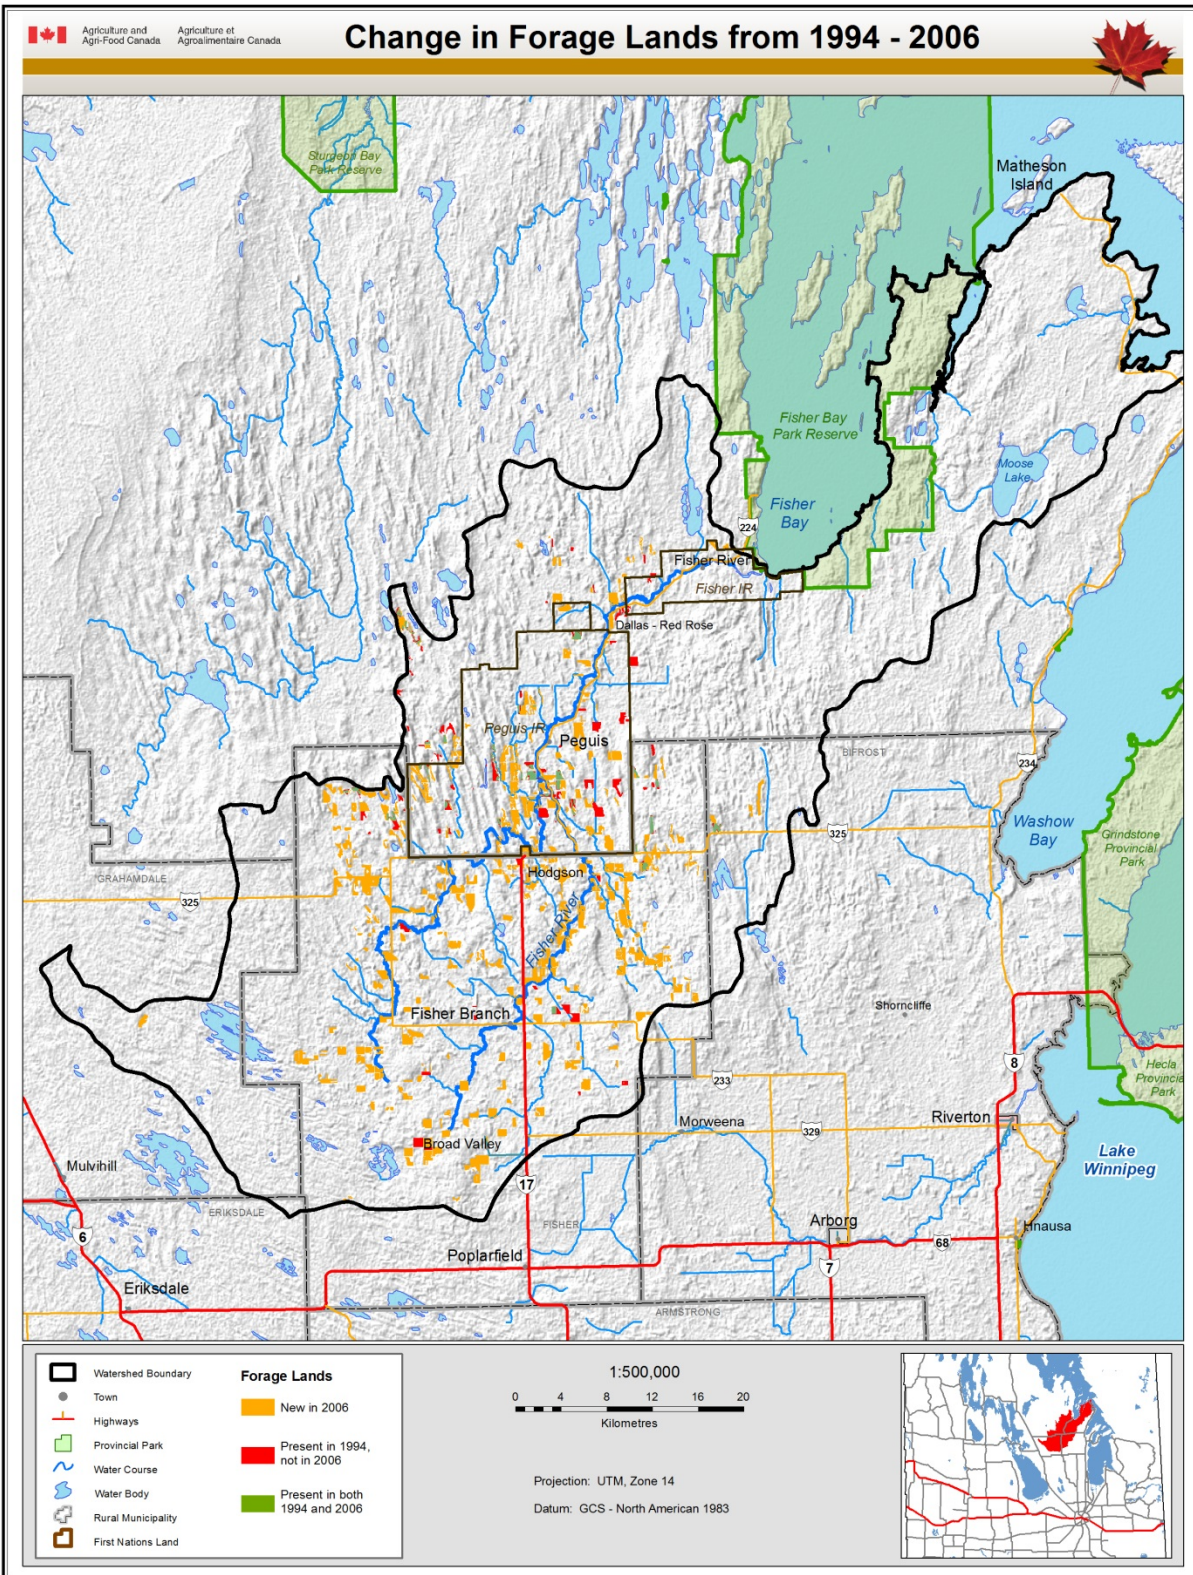 Agriculture and
Agri-Food Canada
Agriculture et
Agroalimentaire Canada
Change in Forage Lands from 1994 - 2006
Sturgeon Bay
Park Reserve
Matheson
Island
Fisher Bay
Park Reserve
Moose
Lake
Fisher
Bay
224
Fisher River
Fisher IR
Dallas - Red Rose
Peguis IR
Peguis
BIFROST
234
Washow
Bay
325
Grindstone
Provincial
Park
GRAHAMDALE
Hodgson
325
Fisher River
Shorncliffe
Fisher Branch
8
Hecla
Provincia
Park
233
Riverton
Morweena
329
Broad Valley
Lake
Winnipeg
Mulvihill
17
ERIKSDALE
FISHER
Arborg
Hnausa
6
68
Poplarfield
7
Eriksdale
ARMSTRONG
Watershed Boundary
Town
Highways
Provincial Park
Water Course
Water Body
Rural Municipality
First Nations Land
Forage Lands
New in 2006
Present in 1994,
not in 2006
Present in both
1994 and 2006
1:500,000
0 4 8 12 16 20
Kilometres
Projection: UTM, Zone 14
Datum: GCS - North American 1983